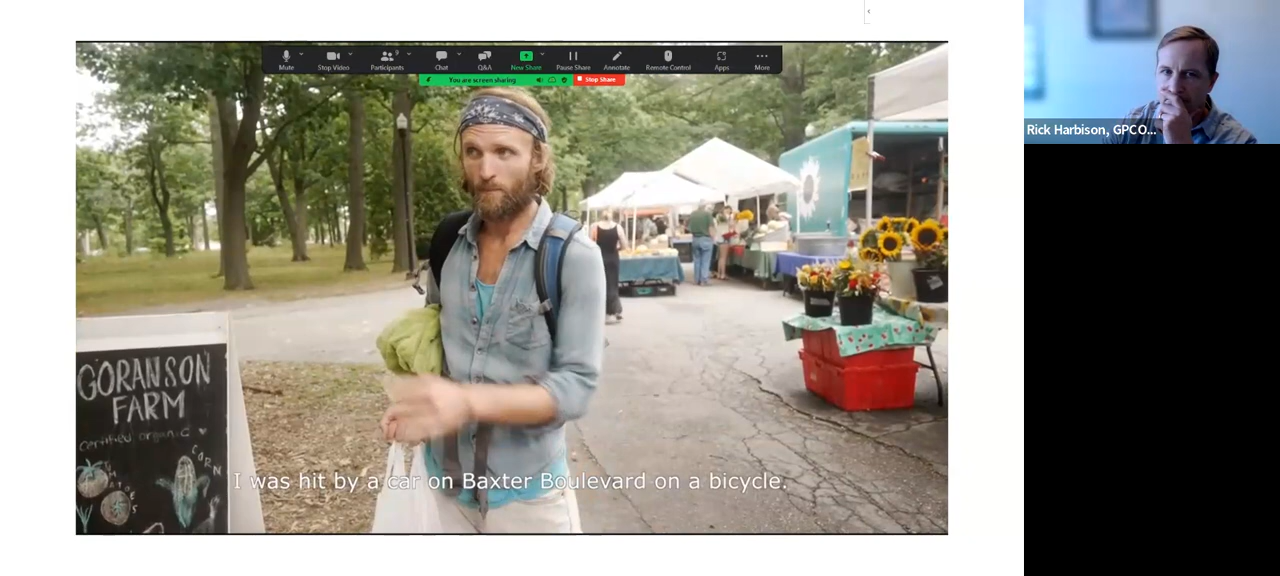 Mute
Stop Video
Participants
9
Chat
Q&A
New Share
Pause Share
Annotate
Remote Control
Apps
More
You are screen sharing
Stop Share
Rick Harbison, GPCO...
GORANSON
FARM
certified organic
CORN
I was hit by a car on Baxter Boulevard on a bicycle.